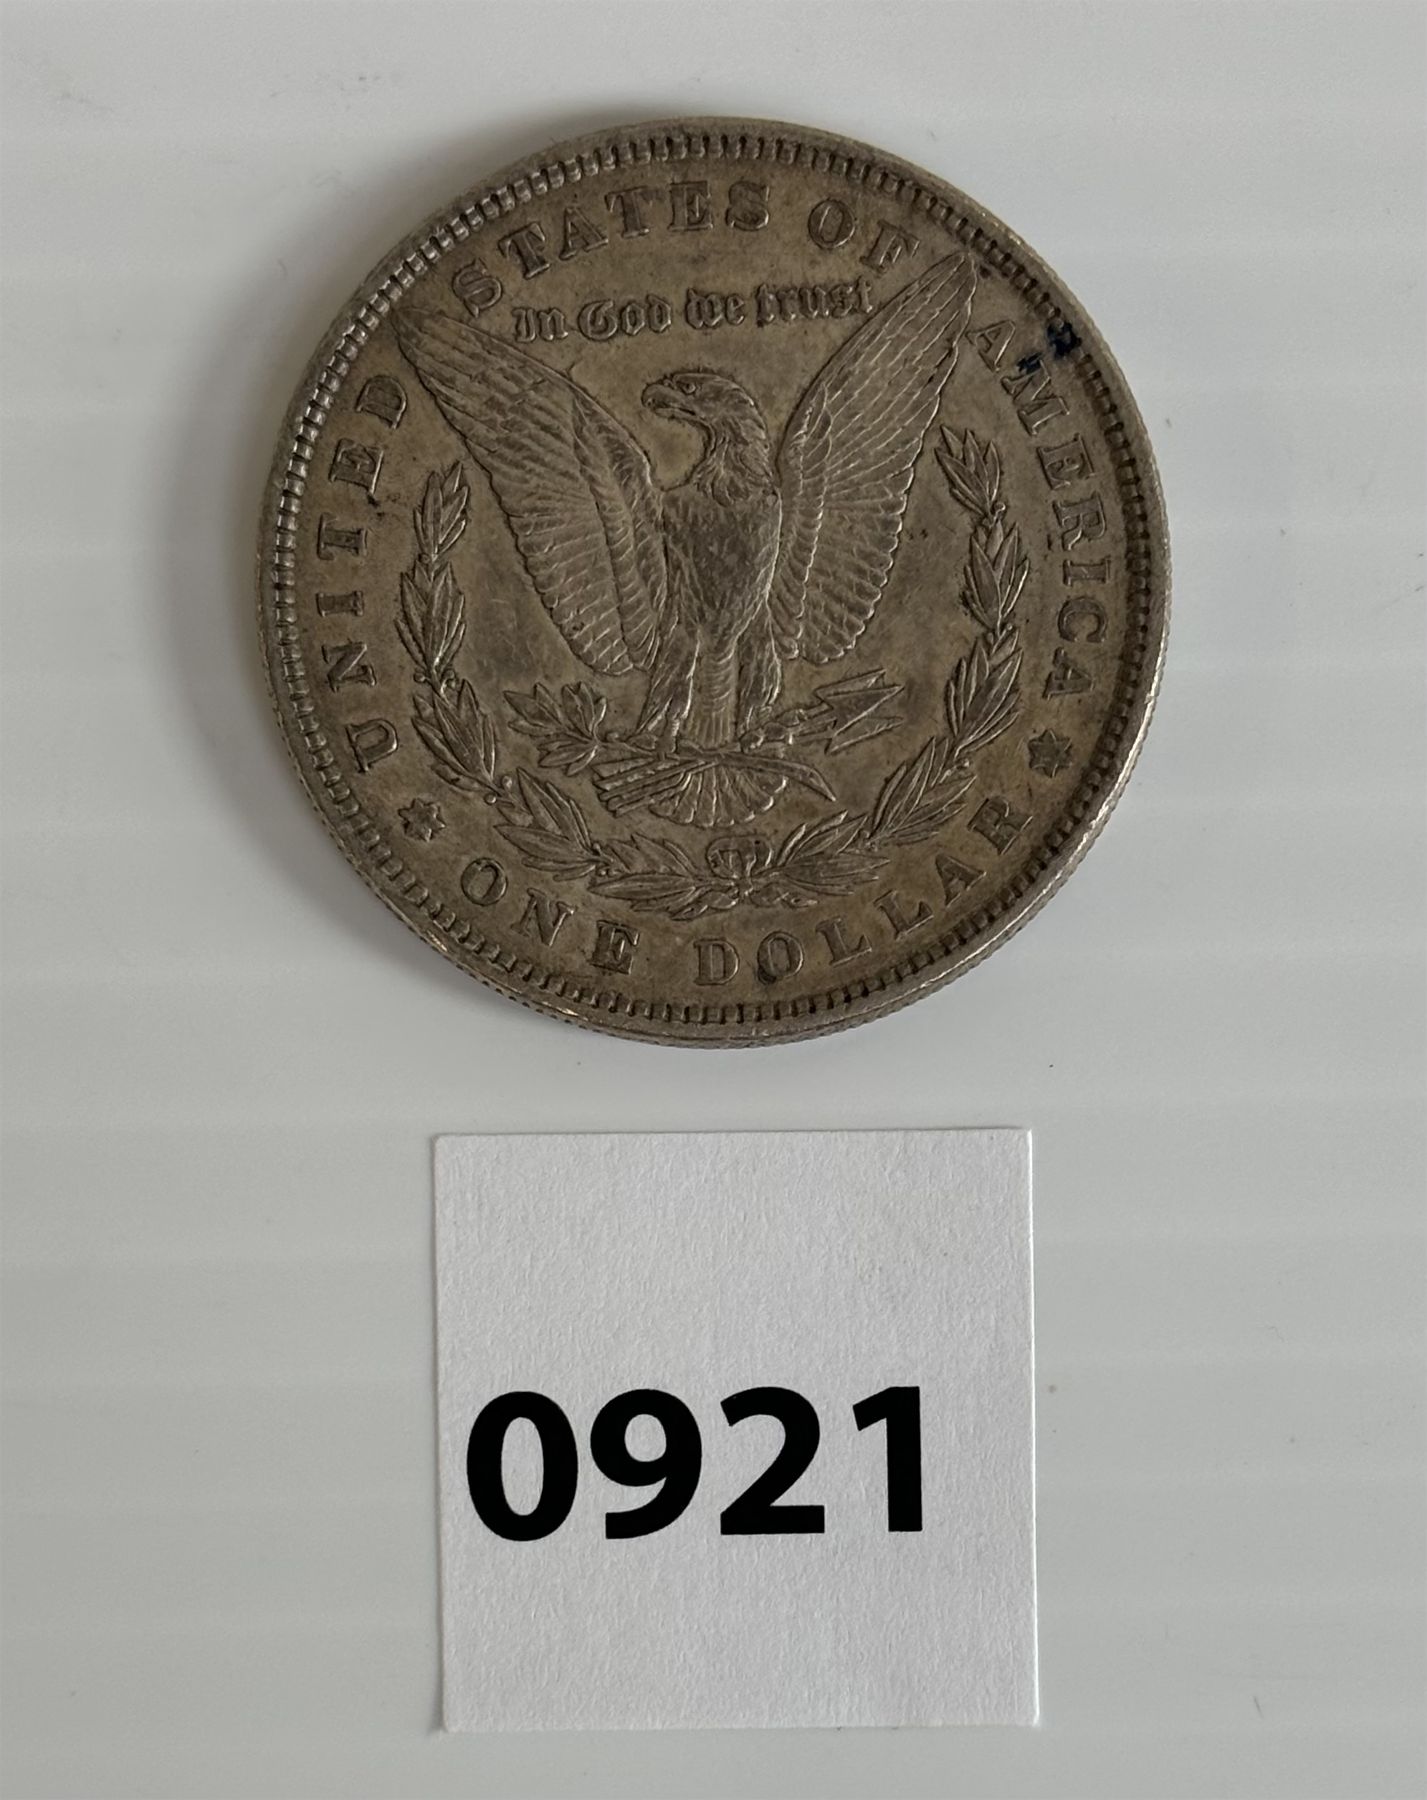 UNITED STATES OF AMERICA
In God we trust
ONE DOLLAR
0921